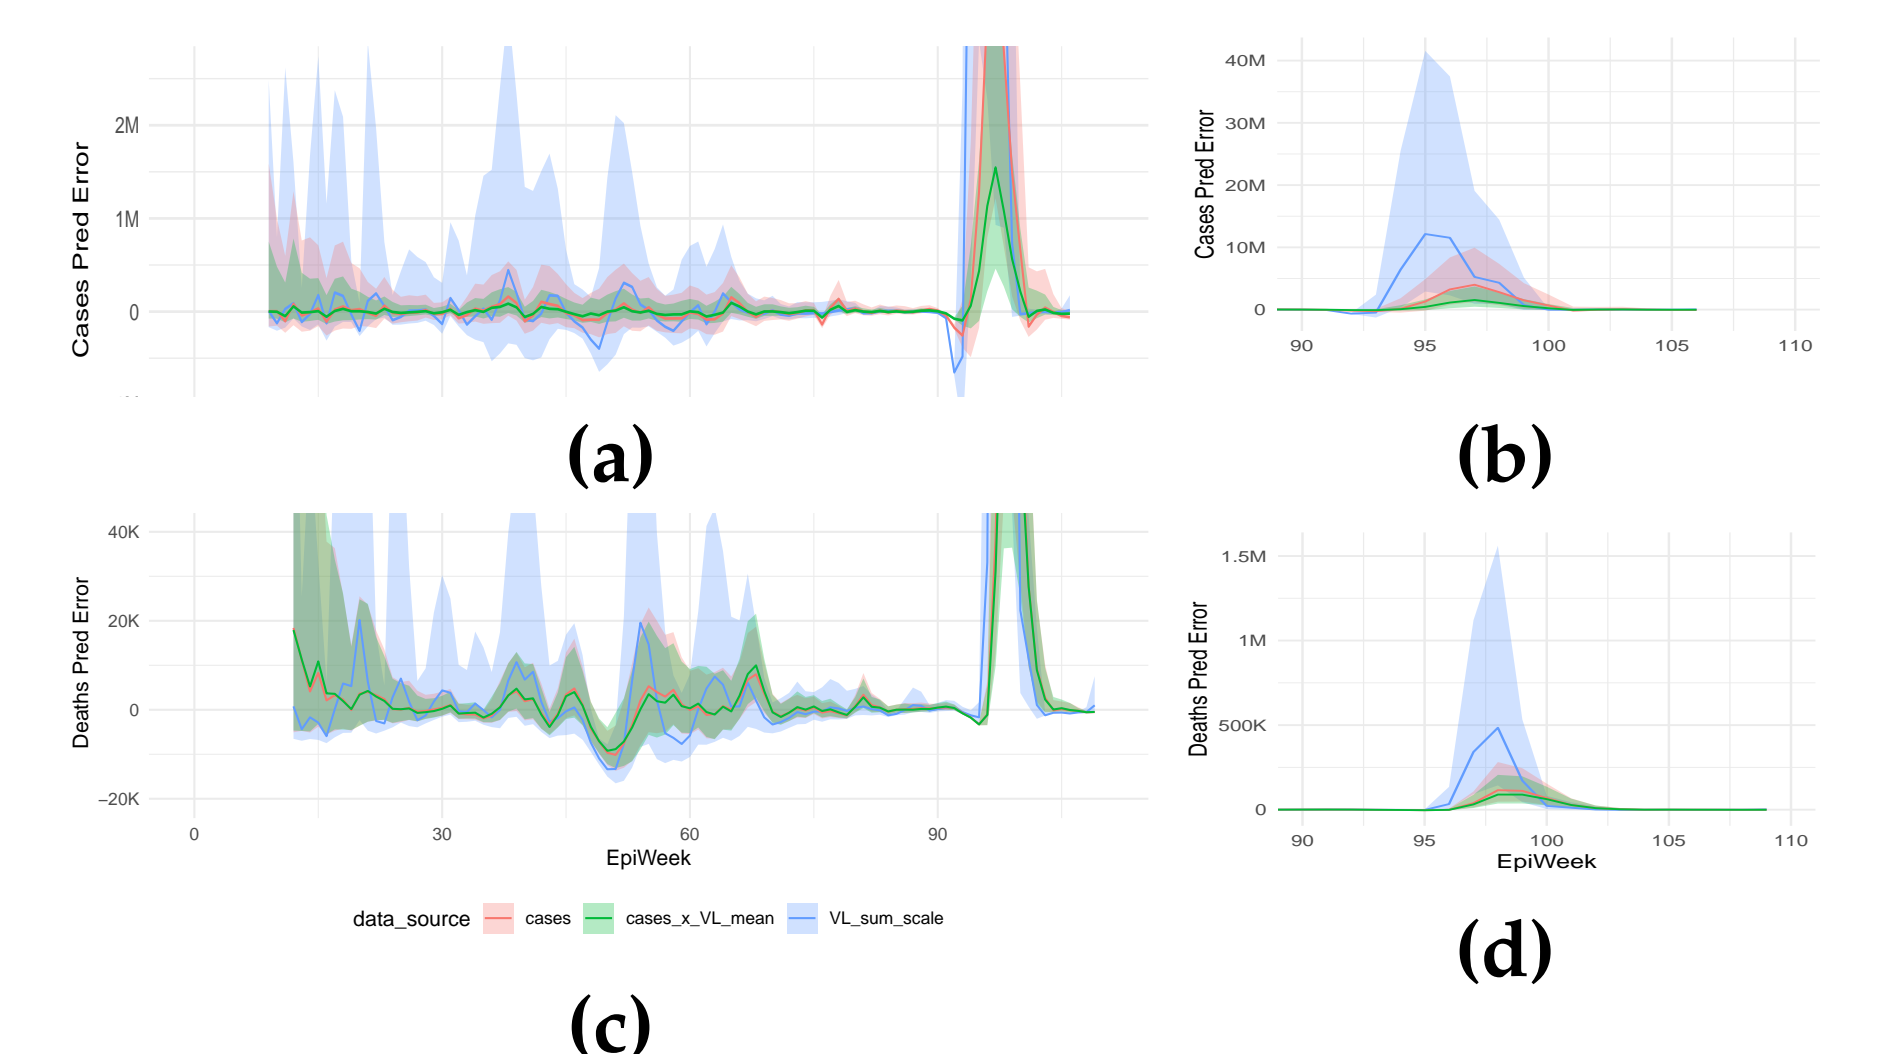 Cases Pred Error
2M
1M
0
(a)
Cases Pred Error
40M
30M
20M
10M
0
90 95 100 105 110
(b)
Deaths Pred Error
40K
20K
0
−20K
0 30 60 90
EpiWeek
data_source cases cases_x_VL_mean VL_sum_scale
(c)
Deaths Pred Error
1.5M
1M
500K
0
90 95 100 105 110
EpiWeek
(d)